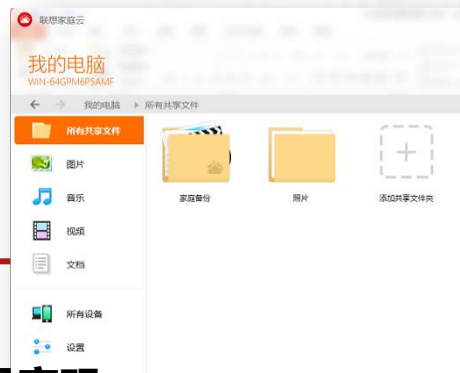 联想家庭云
我的电脑
WIN-64GPM6P5AMF
我的电脑 所有共享文件
所有共享文件
图片
音乐
视频
文档
所有设备
设置
家庭备份
照片
添加共享文件夹